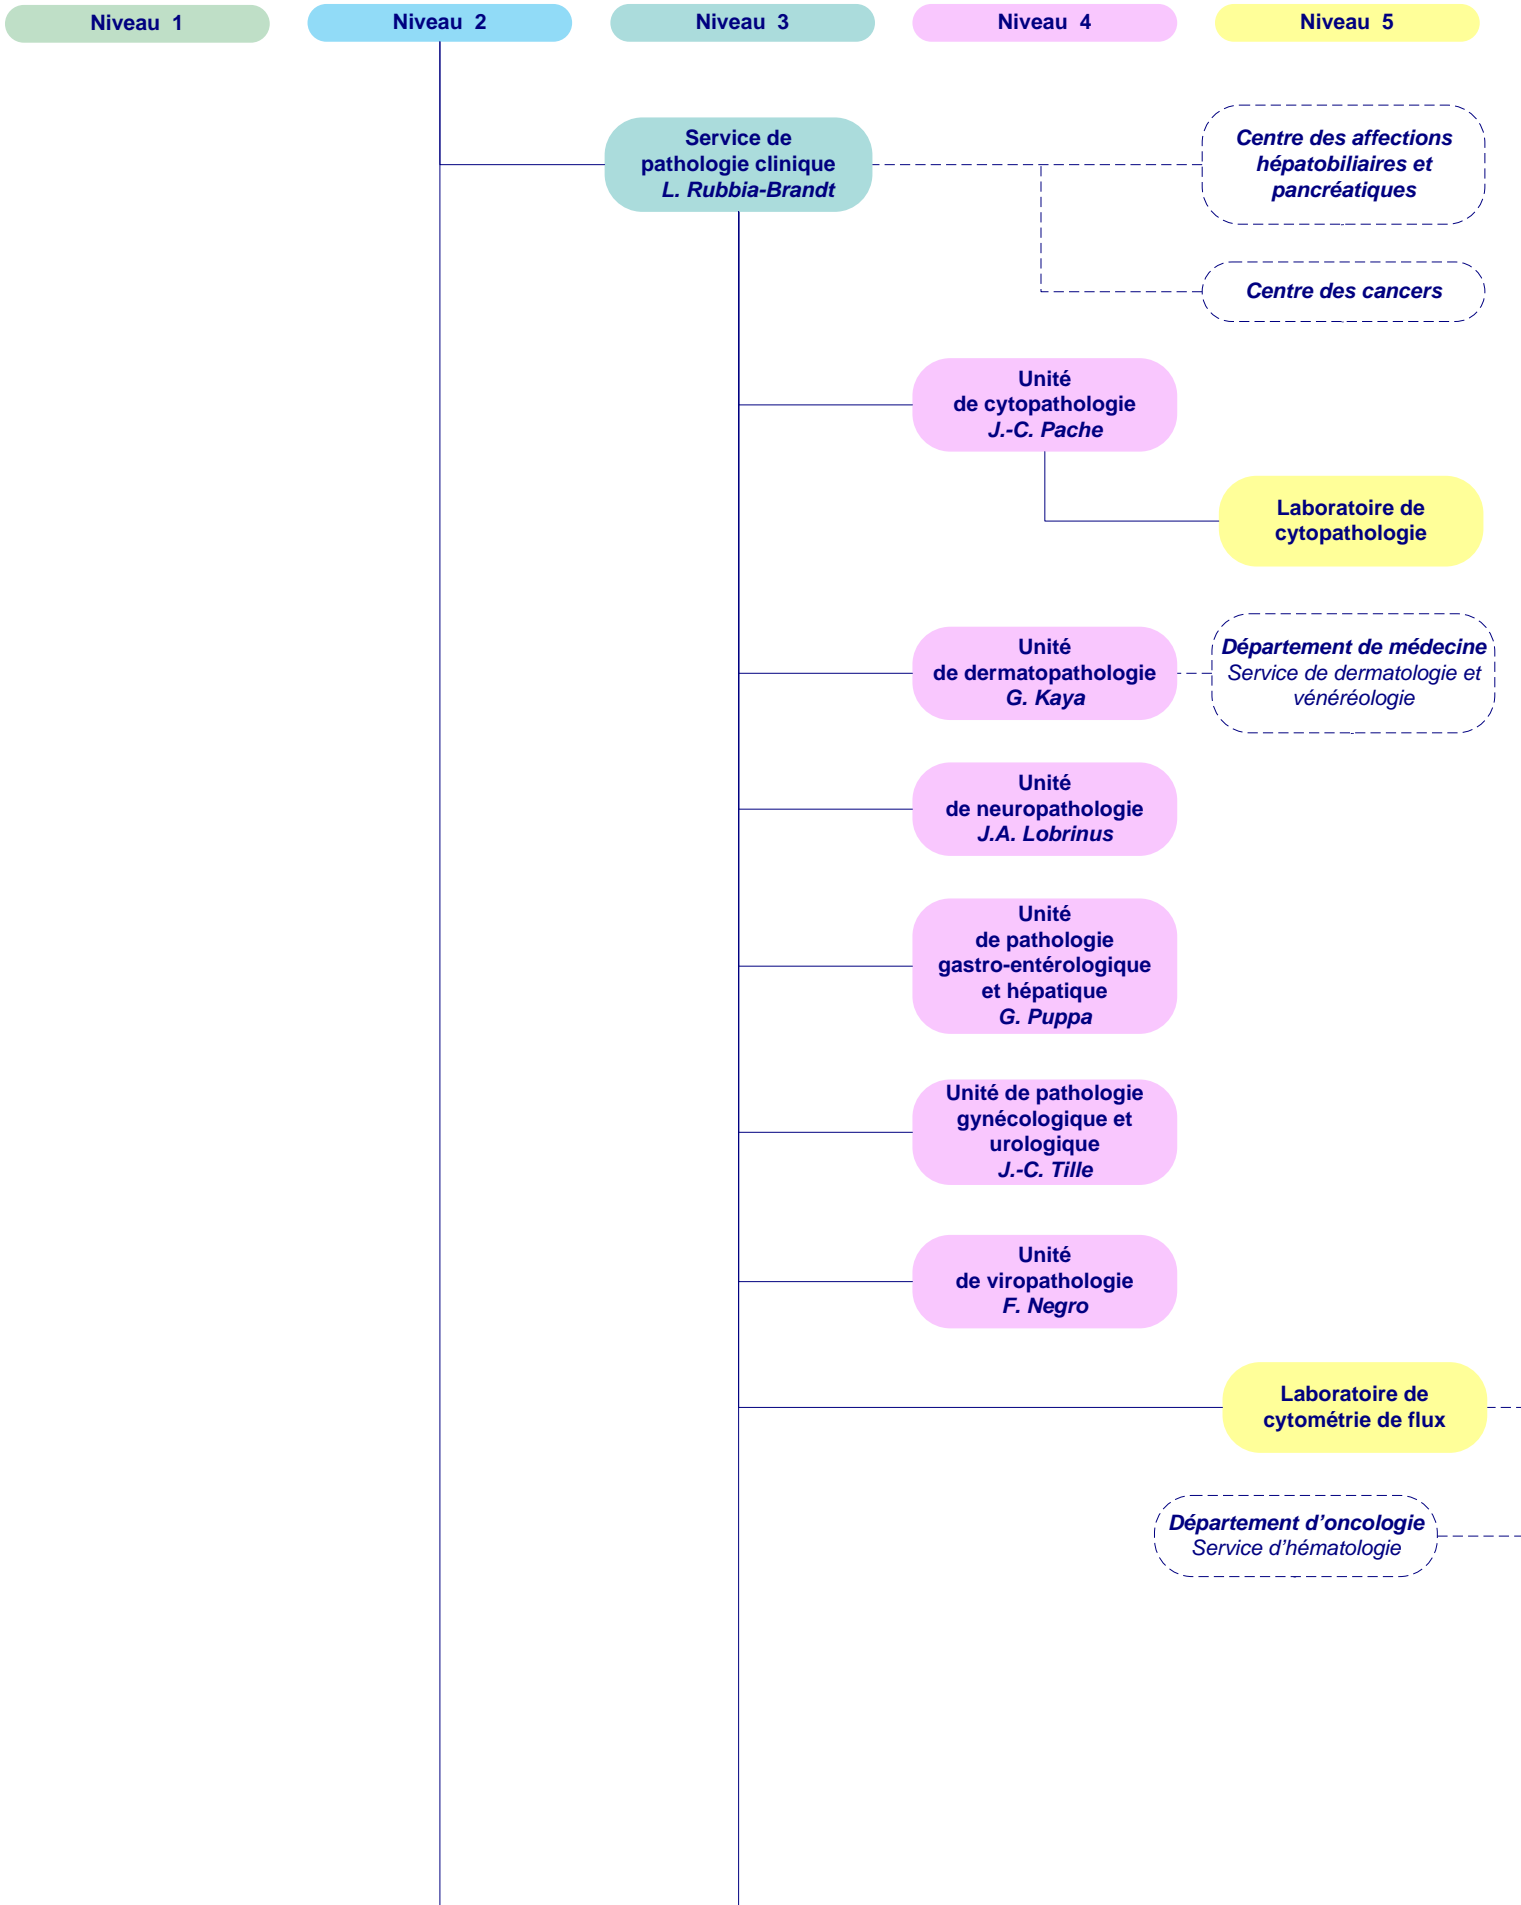 Niveau 1
Niveau 2
Niveau 3
Niveau 4
Niveau 5
Service de
pathologie clinique
L. Rubbia-Brandt
Centre des affections
hépatobiliaires et
pancréatiques
Centre des cancers
Unité
de cytopathologie
J.-C. Pache
Laboratoire de
cytopathologie
Unité
de dermatopathologie
G. Kaya
Département de médecine
Service de dermatologie et
vénéréologie
Unité
de neuropathologie
J.A. Lobrinus
Unité
de pathologie
gastro-entérologique
et hépatique
G. Puppa
Unité de pathologie
gynécologique et
urologique
J.-C. Tille
Unité
de viropathologie
F. Negro
Laboratoire de
cytométrie de flux
Département d’oncologie
Service d’hématologie